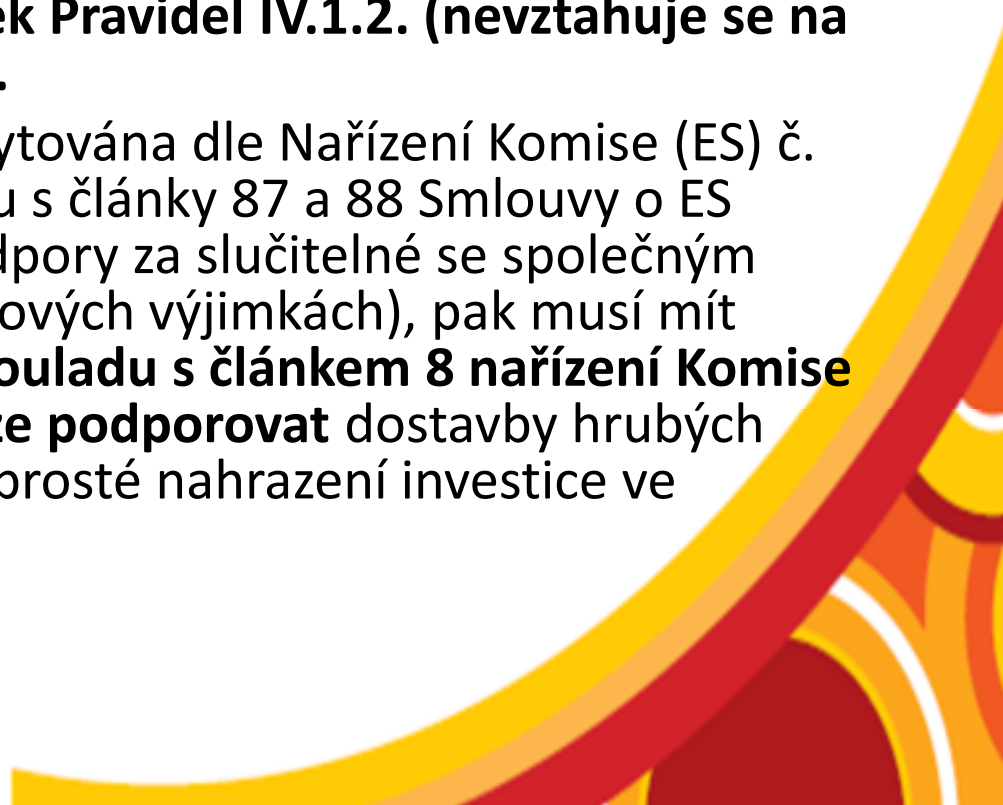 ek Pravidel IV.1.2. (nevztahuje se na
.
ytována dle Nařízení Komise (ES) č.
u s články 87 a 88 Smlouvy o ES
dpory za slučitelné se společným
ových výjimkách), pak musí mít
ouladu s článkem 8 nařízení Komise
ze podporovat dostavby hrubých
prosté nahrazení investice ve